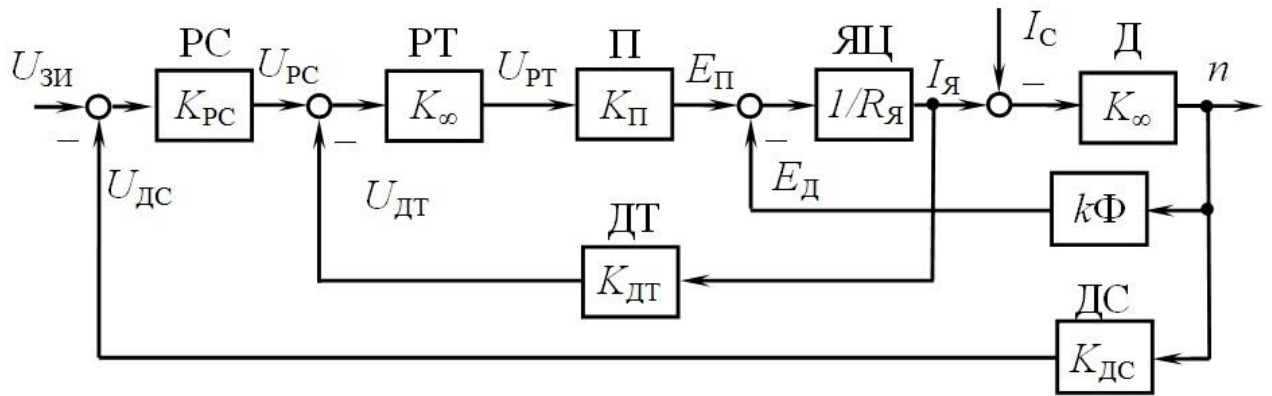 РС РТ П ЯЦ I_С Д
U_ЗИ U_РС U_РТ E_П I_Я n
K_РС K_∞ K_П 1/R_Я K_∞
− − − −
U_ДС U_ДТ E_Д kФ
ДТ
K_ДТ
ДС
K_ДС